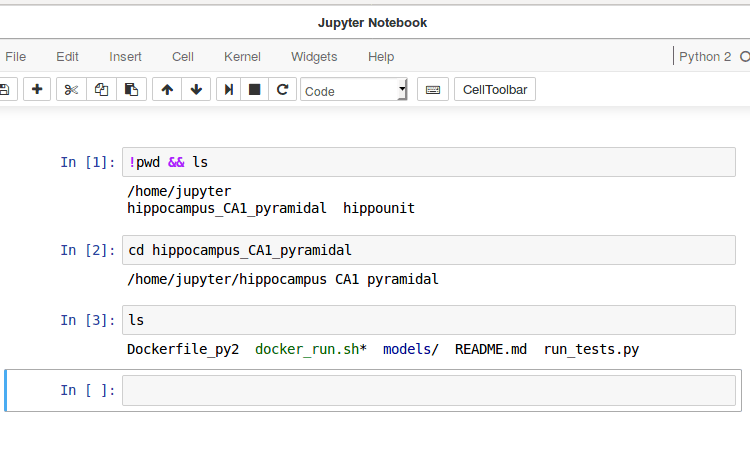 Jupyter Notebook
File Edit Insert Cell Kernel Widgets Help Python 2
Code CellToolbar
In [1]: !pwd && ls
/home/jupyter
hippocampus_CA1_pyramidal hippounit
In [2]: cd hippocampus_CA1_pyramidal
/home/jupyter/hippocampus CA1 pyramidal
In [3]: ls
Dockerfile_py2 docker_run.sh* models/ README.md run_tests.py
In [ ]: